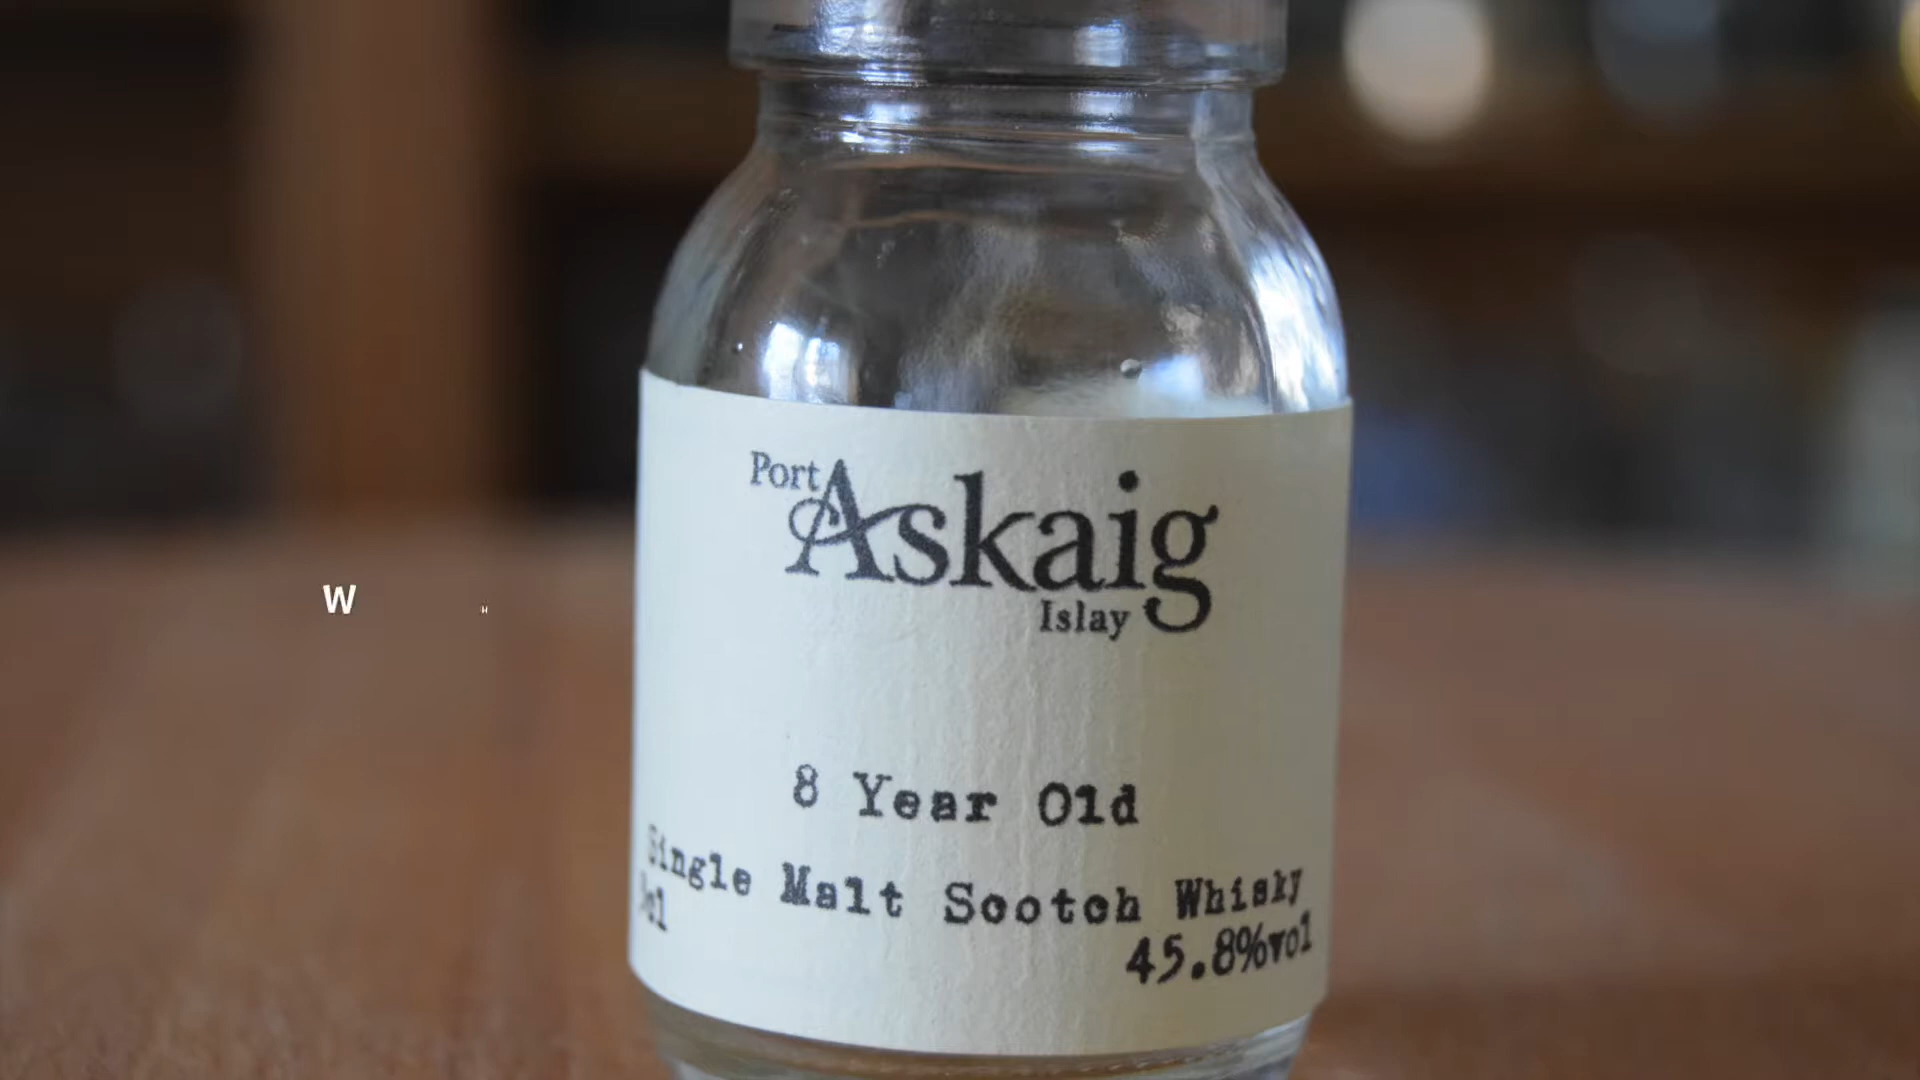 Port
Askaig
Islay
8 Year Old
Single Malt Scotch Whisky
45.8%vol
W